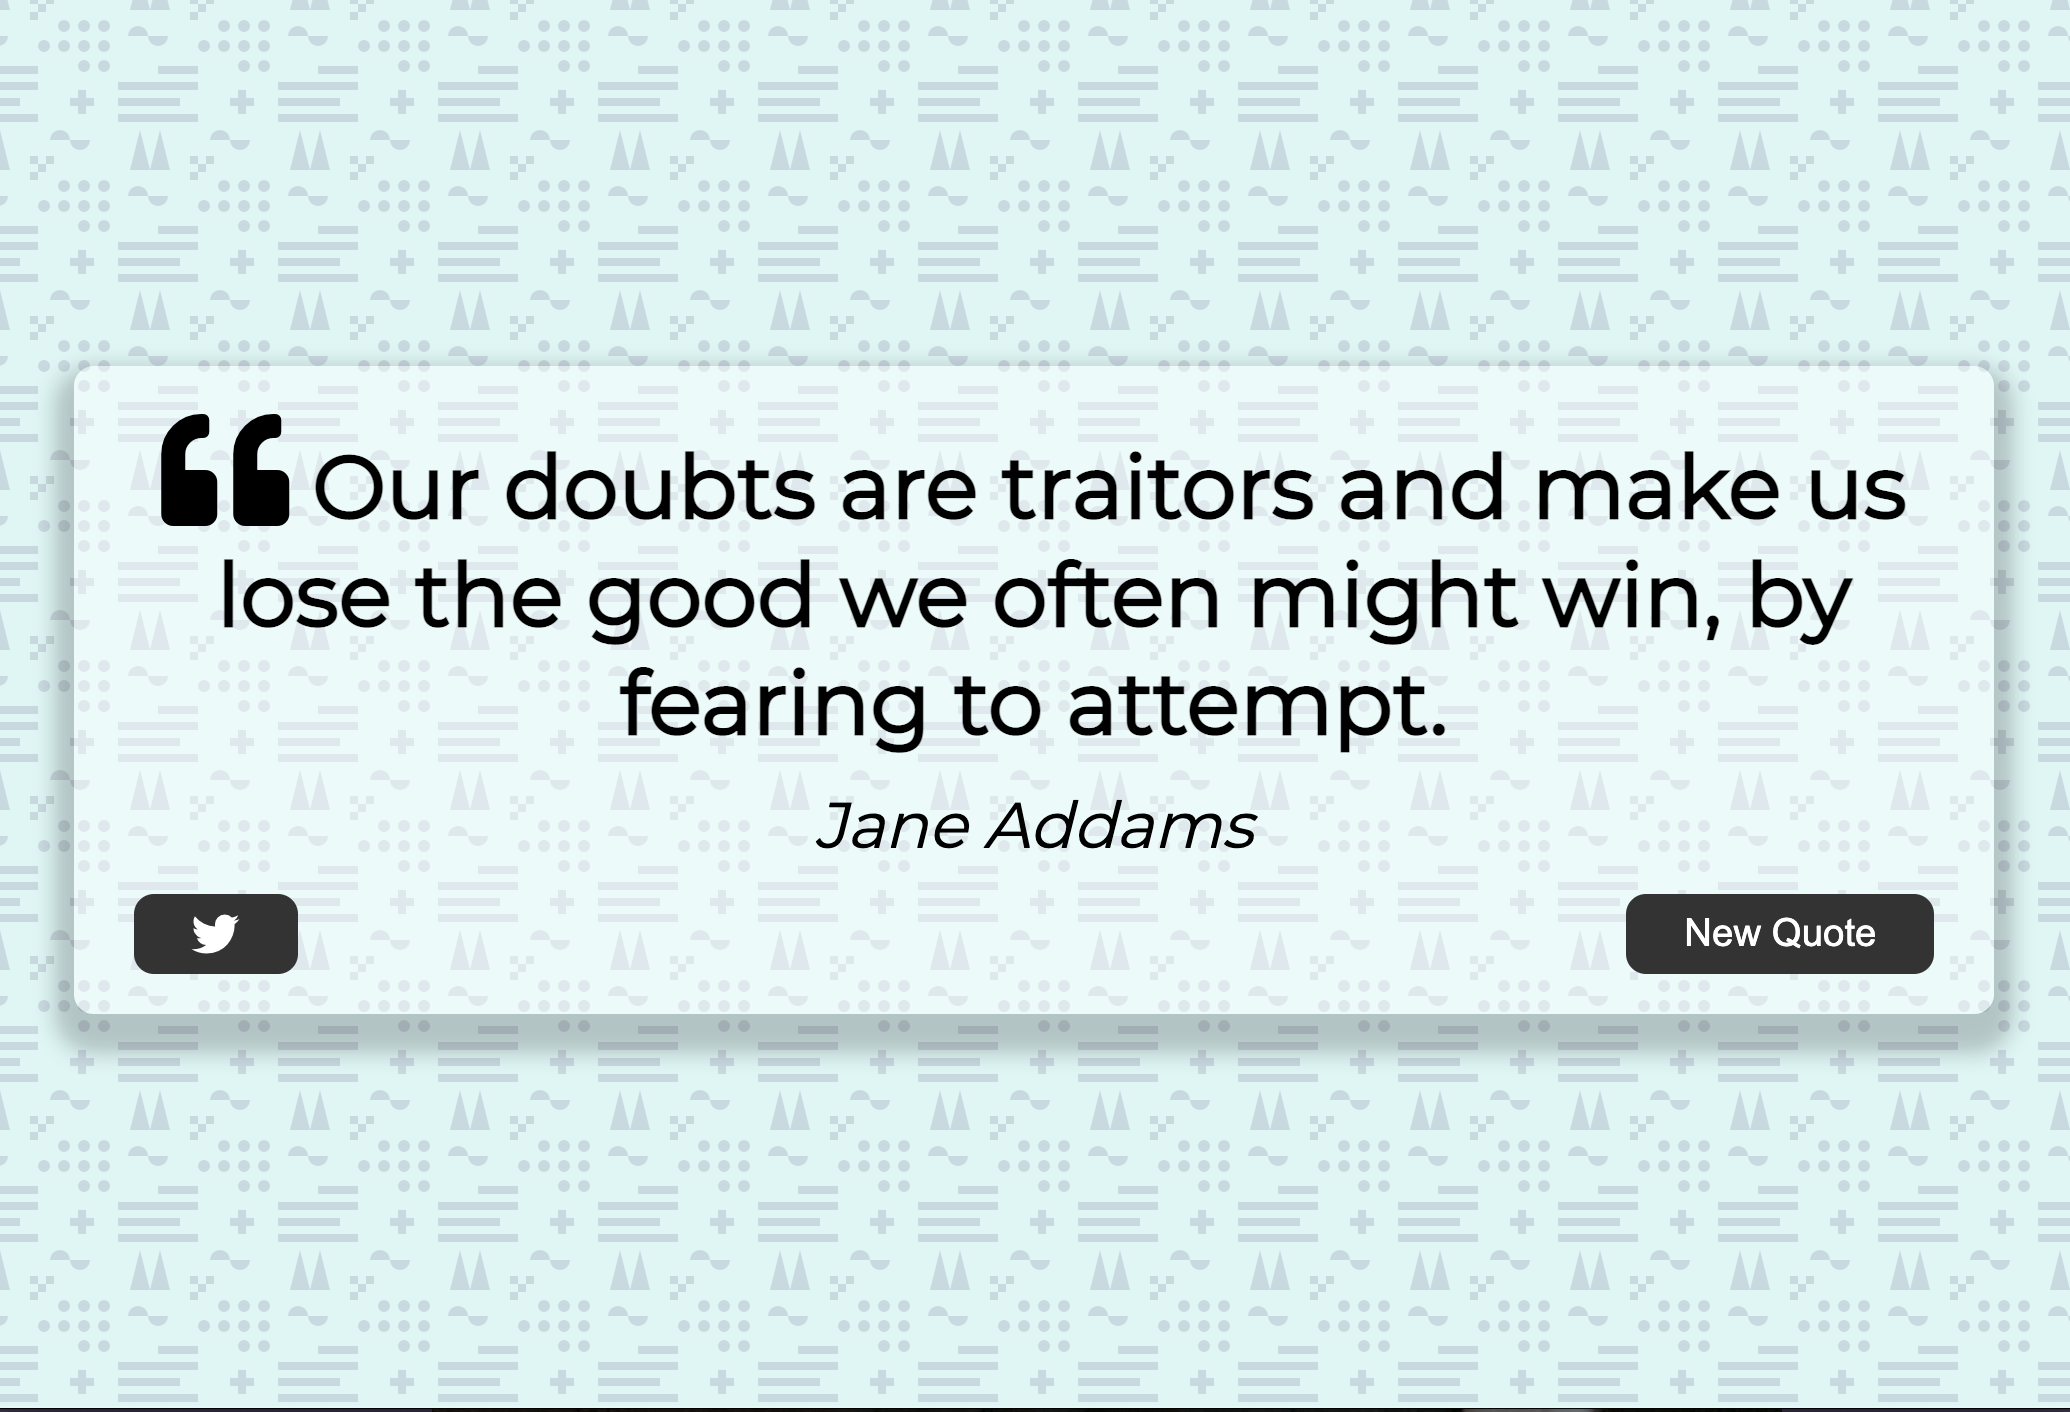 “Our doubts are traitors and make us
lose the good we often might win, by
fearing to attempt.
Jane Addams
New Quote